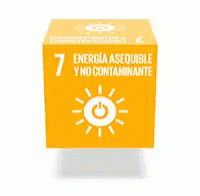 7 ENERGÍA ASEQUIBLE
Y NO CONTAMINANTE